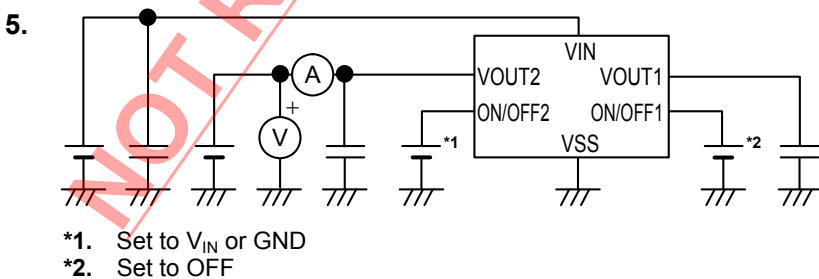 5.
VIN
VOUT2 VOUT1
A
ON/OFF2 ON/OFF1
+
V
*1 *2
VSS
NOT R
*1. Set to VIN or GND
*2. Set to OFF